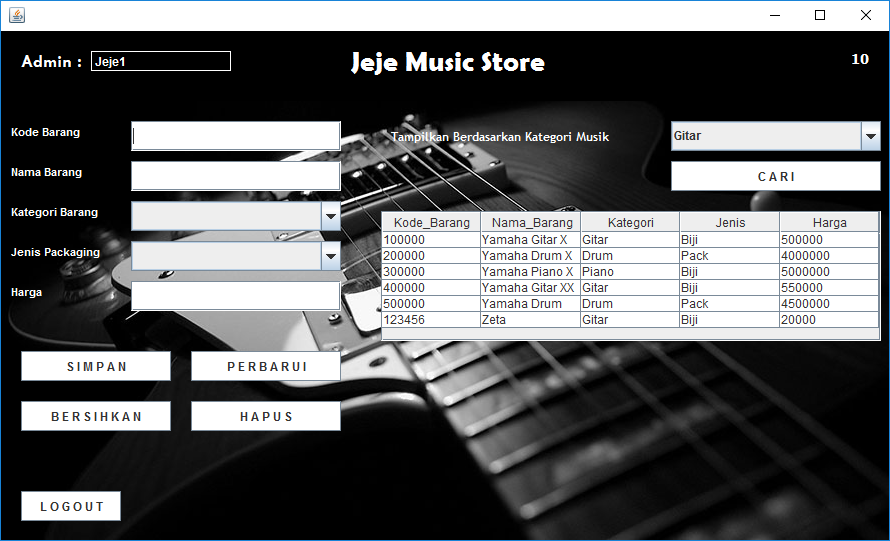 Admin : Jeje1 Jeje Music Store 10
Kode Barang
Nama Barang
Kategori Barang
Jenis Packaging
Harga
SIMPAN PERBARUI
BERSIHKAN HAPUS
LOGOUT
Tampilkan Berdasarkan Kategori Musik Gitar
CARI
Kode_Barang Nama_Barang Kategori Jenis Harga
100000 Yamaha Gitar X Gitar Biji 500000
200000 Yamaha Drum X Drum Pack 4000000
300000 Yamaha Piano X Piano Biji 5000000
400000 Yamaha Gitar XX Gitar Biji 550000
500000 Yamaha Drum Drum Pack 4500000
123456 Zeta Gitar Biji 20000